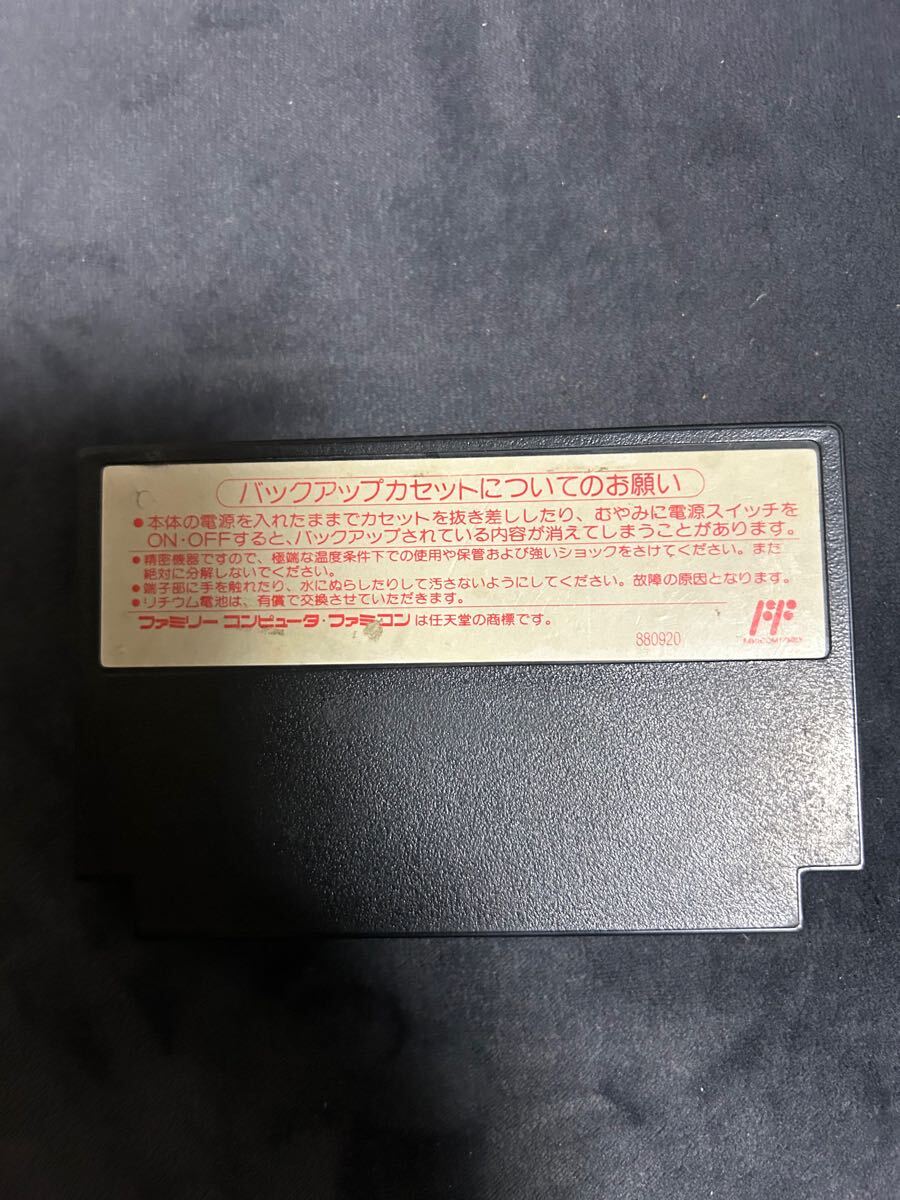 バックアップカセットについてのお願い
●本体の電源を入れたままでカセットを抜き差ししたり、むやみに電源スイッチを
ON・OFFすると、バックアップされている内容が消えてしまうことがあります。
●精密機器ですので、極端な温度条件下での使用や保管および強いショックをさけてください。また
絶対に分解しないでください。
●端子部に手を触れたり、水にぬらしたりして汚さないようにしてください。故障の原因となります。
●リチウム電池は、有償で交換させていただきます。
ファミリー コンピュータ・ファミコンは任天堂の商標です。
880920
FAMICOM FAMILY